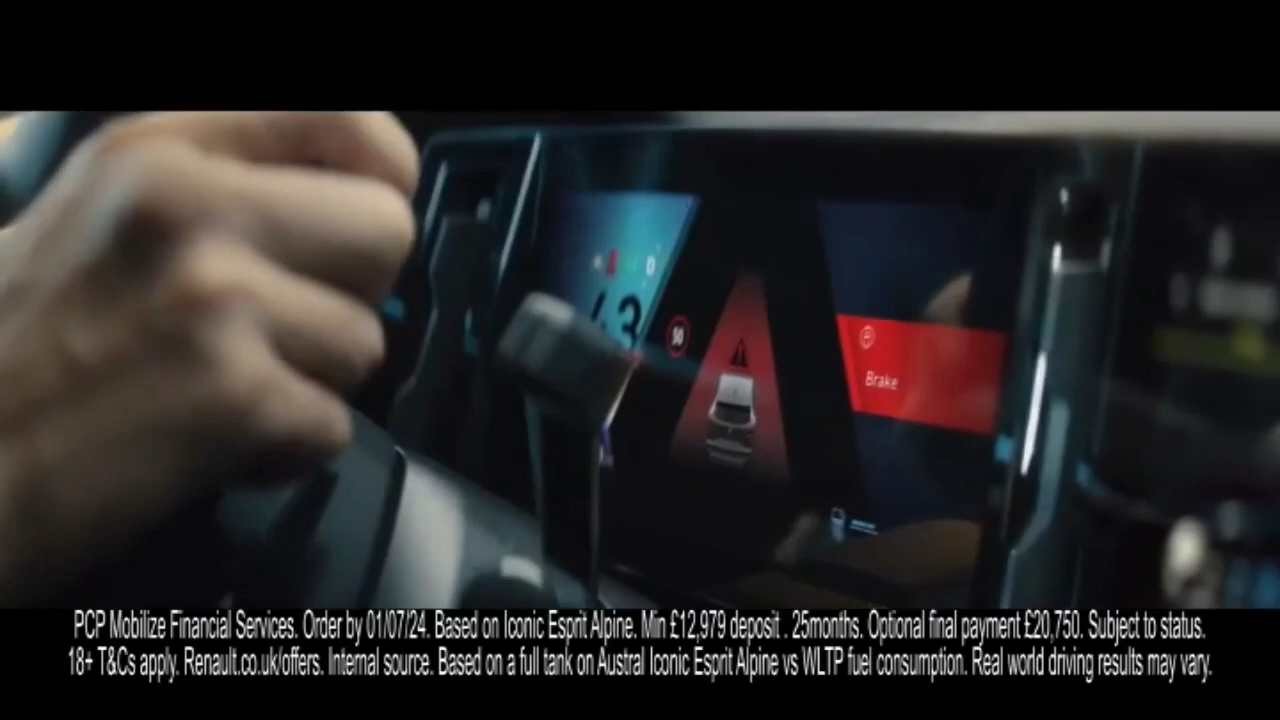 43
50
Brake
PCP Mobilize Financial Services. Order by 01/07/24. Based on Iconic Esprit Alpine. Min £12,979 deposit . 25months. Optional final payment £20,750. Subject to status.
18+ T&Cs apply. Renault.co.uk/offers. Internal source. Based on a full tank on Austral Iconic Esprit Alpine vs WLTP fuel consumption. Real world driving results may vary.